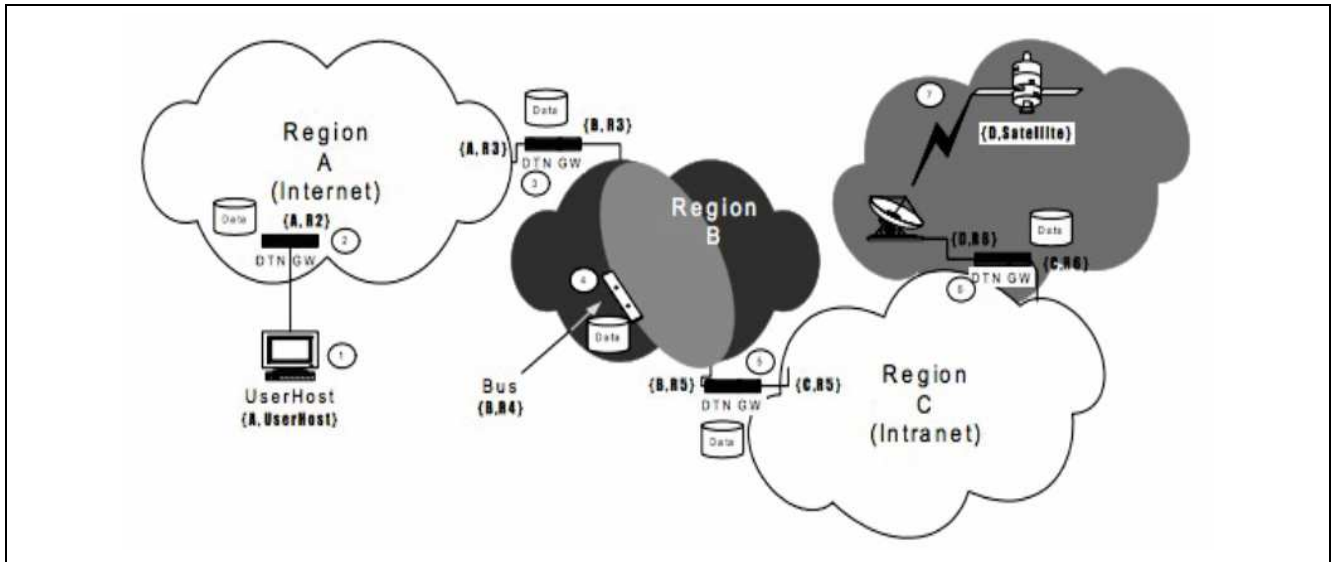 Region
A
(Internet)
Data
{A,R2}
2
DTN GW
1
UserHost
{A,UserHost}
Data
{A,R3}
{B,R3}
DTN GW
3
Region
B
4
Data
Bus
{B,R4}
5
{B,R5}
{C,R5}
DTN GW
Data
Region
C
(Intranet)
7
{D,Satellite}
Data
{D,R6}
{C,R6}
DTN GW